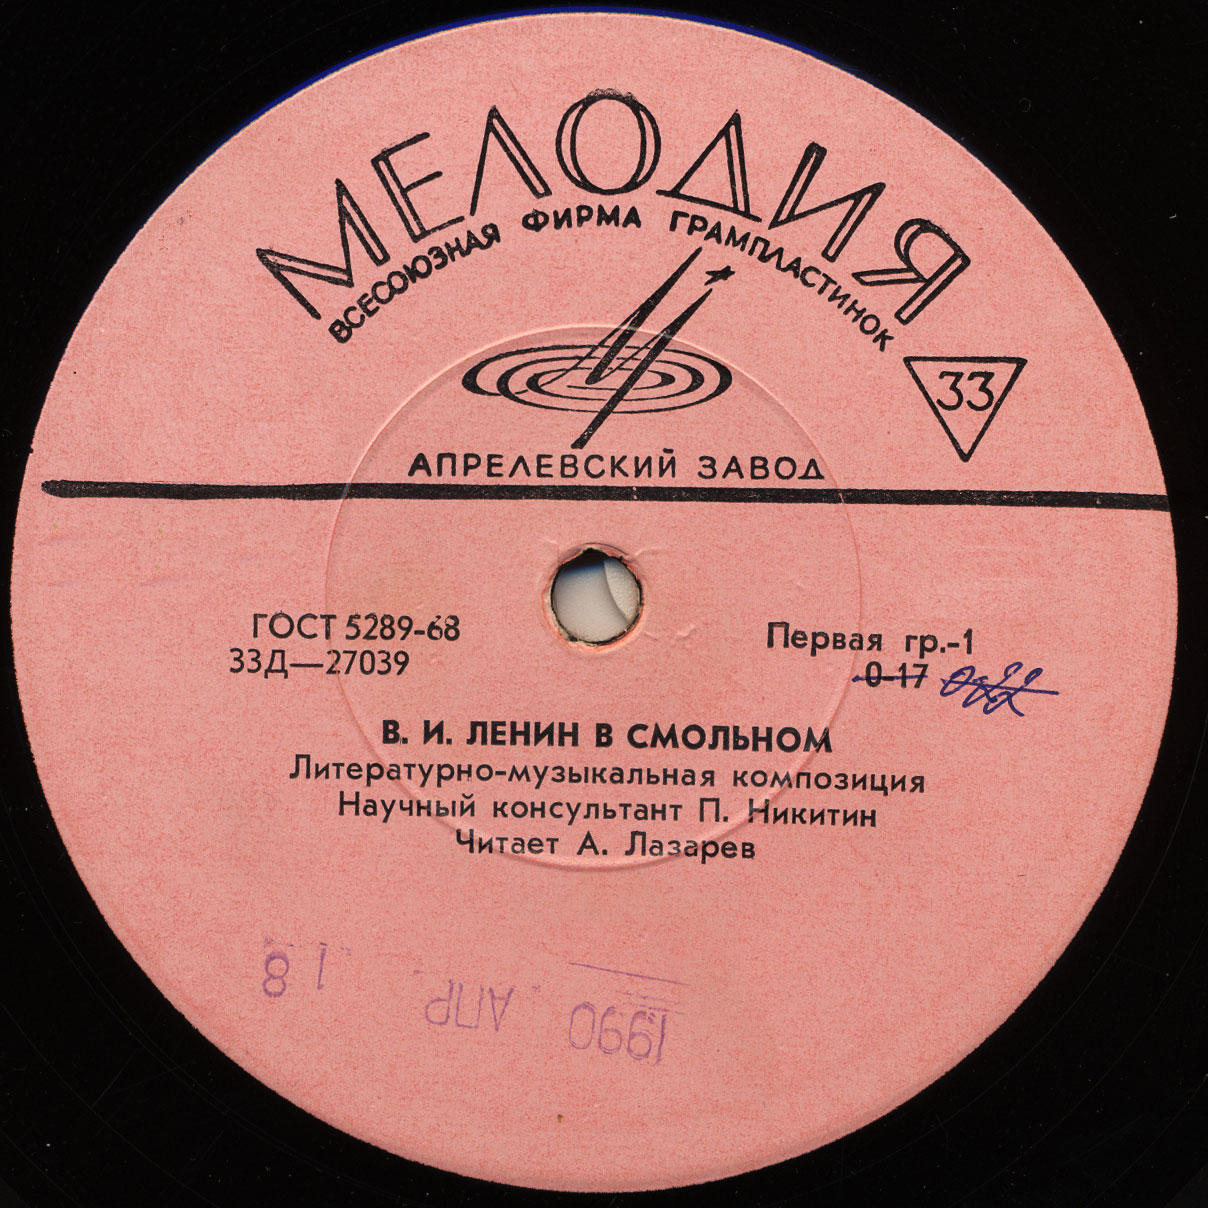 МЕЛОДИЯ
ВСЕСОЮЗНАЯ ФИРМА ГРАМПЛАСТИНОК
33
АПРЕЛЕВСКИЙ ЗАВОД
ГОСТ 5289-68
33Д—27039
Первая гр.-1
0-17
В. И. ЛЕНИН В СМОЛЬНОМ
Литературно-музыкальная композиция
Научный консультант П. Никитин
Читает А. Лазарев
1990 АПР 18